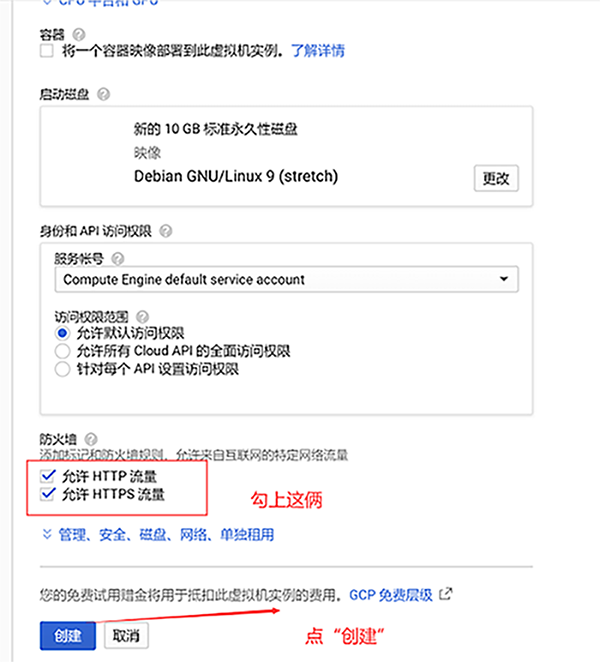 CPU 平台和 GPU
容器
将一个容器映像部署到此虚拟机实例。了解详情
启动磁盘
新的 10 GB 标准永久性磁盘
映像
Debian GNU/Linux 9 (stretch)
更改
身份和 API 访问权限
服务帐号
Compute Engine default service account
访问权限范围
允许默认访问权限
允许所有 Cloud API 的全面访问权限
针对每个 API 设置访问权限
防火墙
添加标记和防火墙规则，允许来自互联网的特定网络流量
允许 HTTP 流量
允许 HTTPS 流量
勾上这俩
管理、安全、磁盘、网络、单独租用
您的免费试用赠金将用于抵扣此虚拟机实例的费用。GCP 免费层级
创建 取消
点“创建”